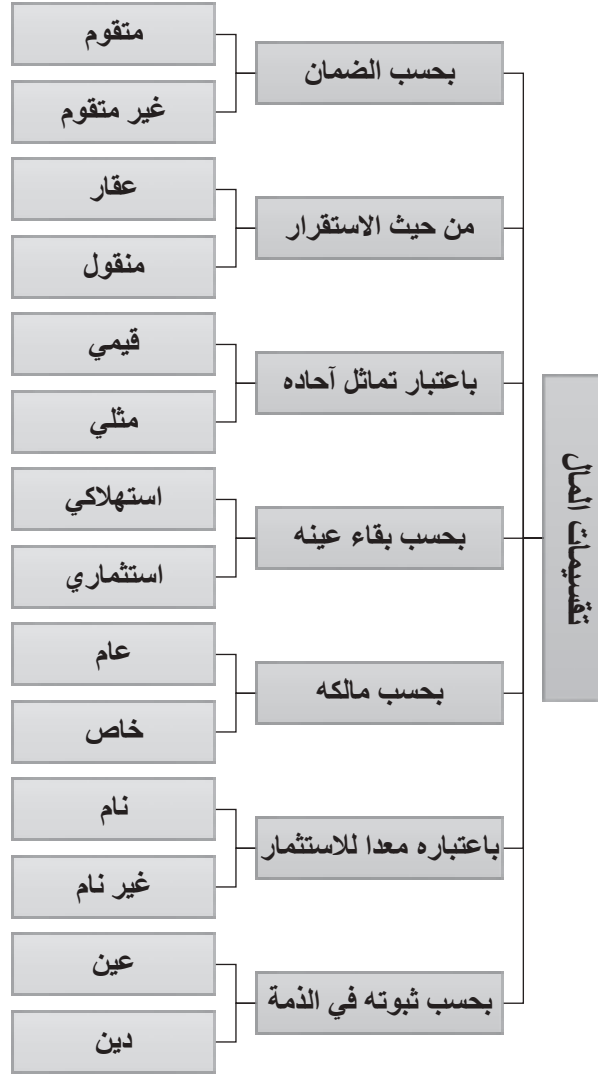 تقسيمات المال
بحسب الضمان
متقوم
غير متقوم
من حيث الاستقرار
عقار
منقول
باعتبار تماثل آحاده
قيمي
مثلي
بحسب بقاء عينه
استهلاكي
استثماري
بحسب مالكه
عام
خاص
باعتباره معدا للاستثمار
نام
غير نام
بحسب ثبوته في الذمة
عين
دين